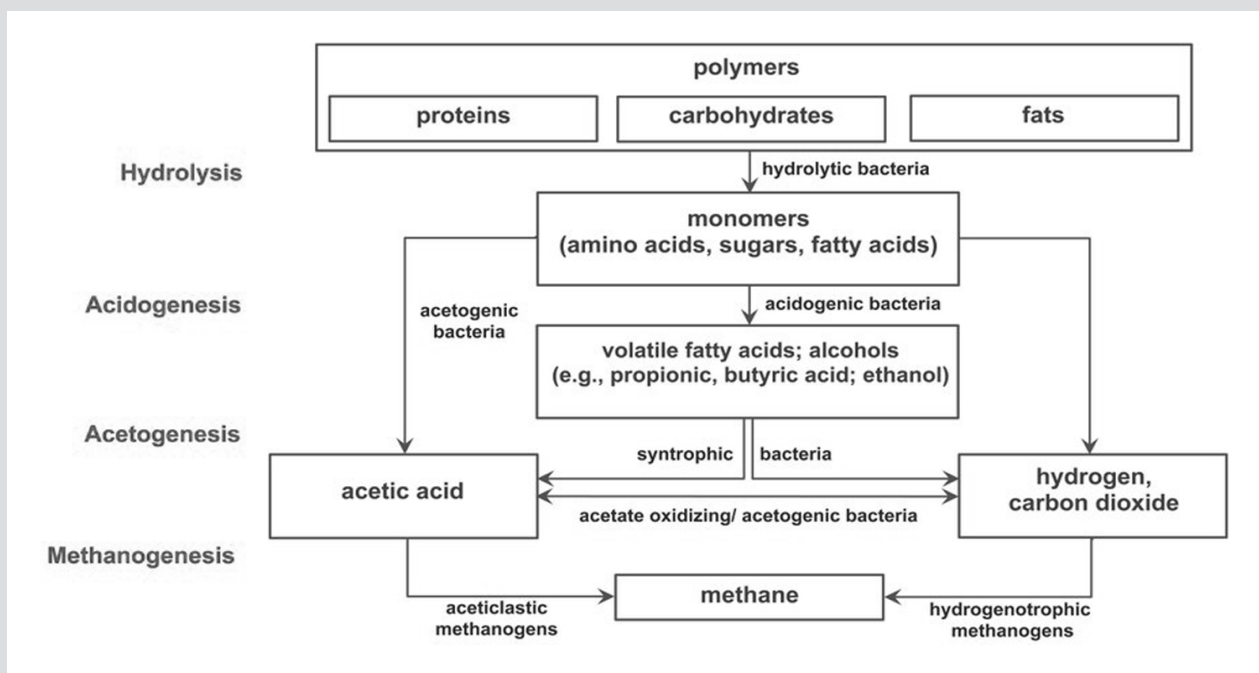 polymers
proteins
carbohydrates
fats
Hydrolysis
hydrolytic bacteria
monomers
(amino acids, sugars, fatty acids)
Acidogenesis
acidogenic bacteria
acetogenic
bacteria
volatile fatty acids; alcohols
(e.g., propionic, butyric acid; ethanol)
Acetogenesis
syntrophic
bacteria
acetic acid
hydrogen,
carbon dioxide
acetate oxidizing/ acetogenic bacteria
Methanogenesis
methane
aceticlastic
methanogens
hydrogenotrophic
methanogens